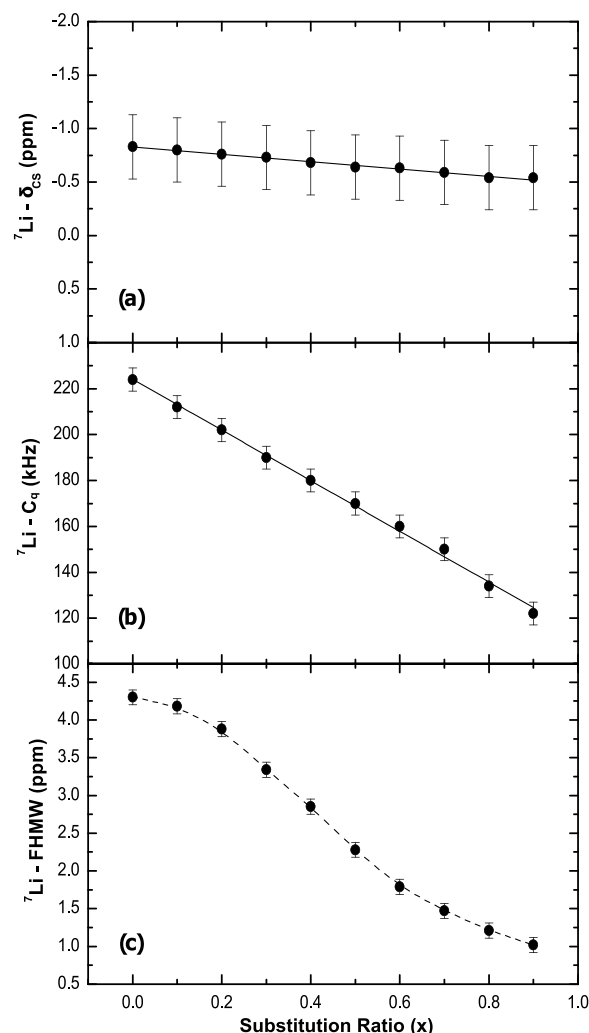 -2.0
-1.5
-1.0
-0.5
0.0
0.5
1.0
⁷Li - δCS (ppm)
(a)
220
200
180
160
140
120
100
⁷Li - Cq (kHz)
(b)
4.5
4.0
3.5
3.0
2.5
2.0
1.5
1.0
0.5
⁷Li - FHMW (ppm)
(c)
0.0 0.2 0.4 0.6 0.8 1.0
Substitution Ratio (x)